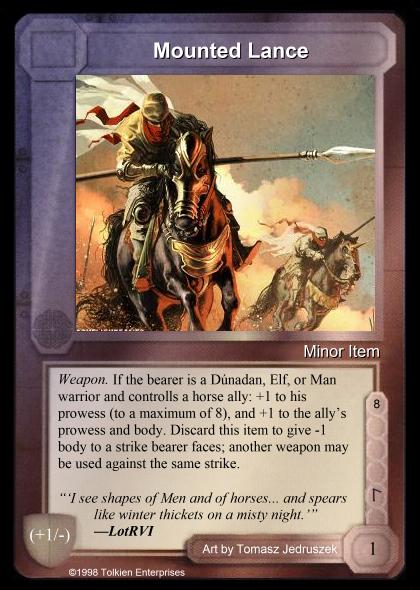 Mounted Lance
Minor Item
Weapon. If the bearer is a Dúnadan, Elf, or Man
warrior and controls a horse ally: +1 to his
prowess (to a maximum of 8), and +1 to the ally's
prowess and body. Discard this item to give -1
body to a strike bearer faces; another weapon may
be used against the same strike.
8
"'I see shapes of Men and of horses... and spears
like winter thickets on a misty night.'"
—LotRVI
(+1/-)
Art by Tomasz Jedruszek
1
©1998 Tolkien Enterprises